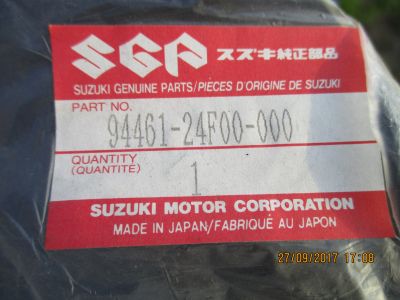 SGP スズキ純正部品
SUZUKI GENUINE PARTS/PIÈCES D'ORIGINE DE SUZUKI
PART NO.
94461-24F00-000
QUANTITY
(QUANTITÉ)
1
SUZUKI MOTOR CORPORATION
MADE IN JAPAN/FABRIQUÉ AU JAPON
27/09/2017 17:08